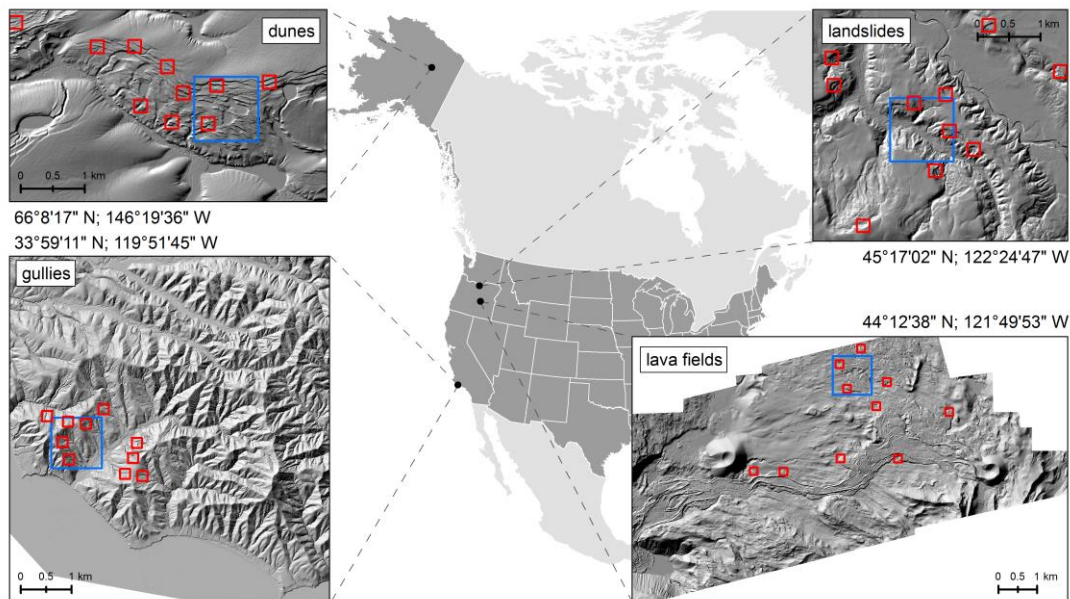 dunes
0 0.5 1 km
66°8'17" N; 146°19'36" W
33°59'11" N; 119°51'45" W
gullies
0 0.5 1 km
landslides
0 0.5 1 km
45°17'02" N; 122°24'47" W
44°12'38" N; 121°49'53" W
lava fields
0 0.5 1 km